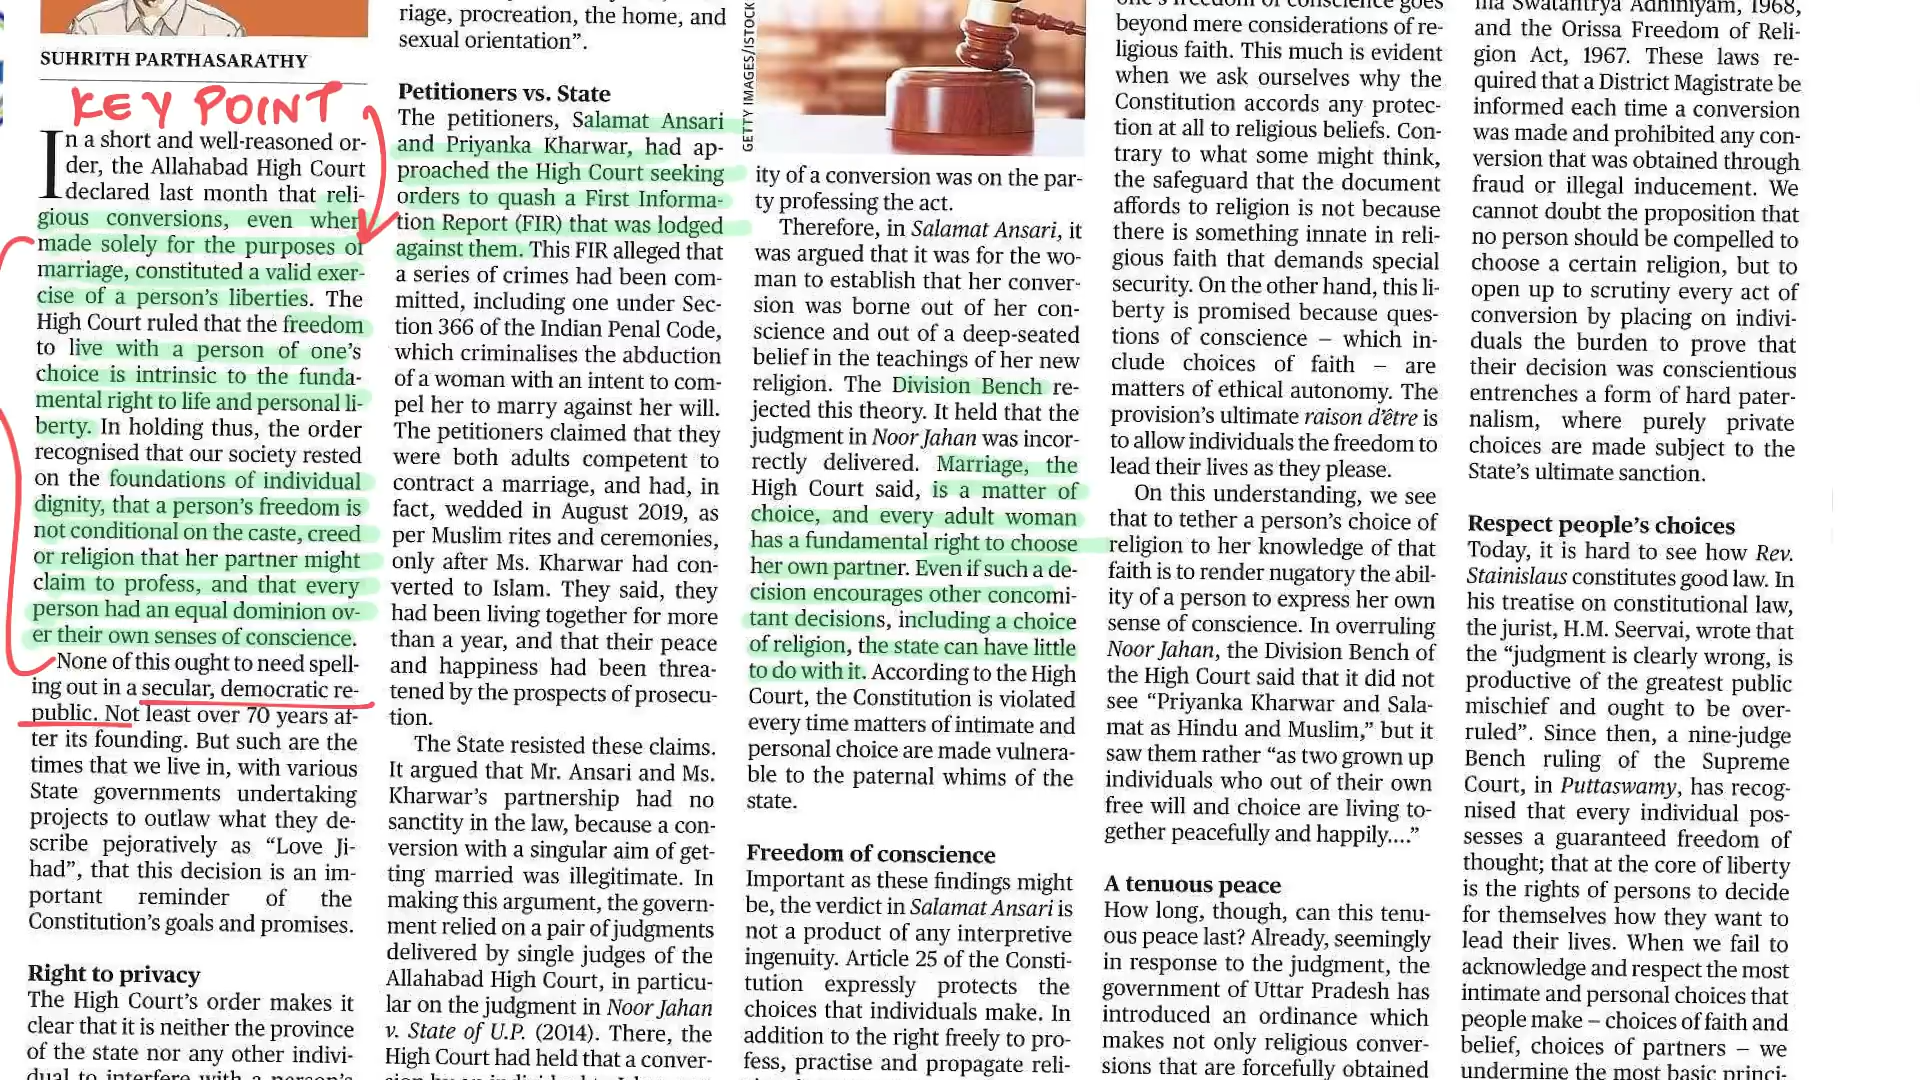 SUHRITH PARTHASARATHY
KEY POINT
In a short and well-reasoned or-
der, the Allahabad High Court
declared last month that reli-
gious conversions, even when
made solely for the purposes of
marriage, constituted a valid exer-
cise of a person's liberties. The
High Court ruled that the freedom
to live with a person of one's
choice is intrinsic to the funda-
mental right to life and personal li-
berty. In holding thus, the order
recognised that our society rested
on the foundations of individual
dignity, that a person's freedom is
not conditional on the caste, creed
or religion that her partner might
claim to profess, and that every
person had an equal dominion ov-
er their own senses of conscience.
None of this ought to need spell-
ing out in a secular, democratic re-
public. Not least over 70 years af-
ter its founding. But such are the
times that we live in, with various
State governments undertaking
projects to outlaw what they de-
scribe pejoratively as “Love Ji-
had”, that this decision is an im-
portant reminder of the
Constitution's goals and promises.
Right to privacy
The High Court's order makes it
clear that it is neither the province
of the state nor any other indivi-
dual to interfere with a person's
riage, procreation, the home, and
sexual orientation”.
Petitioners vs. State
The petitioners, Salamat Ansari
and Priyanka Kharwar, had ap-
proached the High Court seeking
orders to quash a First Informa-
tion Report (FIR) that was lodged
against them. This FIR alleged that
a series of crimes had been com-
mitted, including one under Sec-
tion 366 of the Indian Penal Code,
which criminalises the abduction
of a woman with an intent to com-
pel her to marry against her will.
The petitioners claimed that they
were both adults competent to
contract a marriage, and had, in
fact, wedded in August 2019, as
per Muslim rites and ceremonies,
only after Ms. Kharwar had con-
verted to Islam. They said, they
had been living together for more
than a year, and that their peace
and happiness had been threa-
tened by the prospects of prosecu-
tion.
The State resisted these claims.
It argued that Mr. Ansari and Ms.
Kharwar's partnership had no
sanctity in the law, because a con-
version with a singular aim of get-
ting married was illegitimate. In
making this argument, the govern-
ment relied on a pair of judgments
delivered by single judges of the
Allahabad High Court, in particu-
lar on the judgment in Noor Jahan
v. State of U.P. (2014). There, the
High Court had held that a conver-
GETTY IMAGES/ISTOCK
ity of a conversion was on the par-
ty professing the act.
Therefore, in Salamat Ansari, it
was argued that it was for the wo-
man to establish that her conver-
sion was borne out of her con-
science and out of a deep-seated
belief in the teachings of her new
religion. The Division Bench re-
jected this theory. It held that the
judgment in Noor Jahan was incor-
rectly delivered. Marriage, the
High Court said, is a matter of
choice, and every adult woman
has a fundamental right to choose
her own partner. Even if such a de-
cision encourages other concomi-
tant decisions, including a choice
of religion, the state can have little
to do with it. According to the High
Court, the Constitution is violated
every time matters of intimate and
personal choice are made vulnera-
ble to the paternal whims of the
state.
Freedom of conscience
Important as these findings might
be, the verdict in Salamat Ansari is
not a product of any interpretive
ingenuity. Article 25 of the Consti-
tution expressly protects the
choices that individuals make. In
addition to the right freely to pro-
fess, practise and propagate reli-
one's freedom of conscience goes
beyond mere considerations of re-
ligious faith. This much is evident
when we ask ourselves why the
Constitution accords any protec-
tion at all to religious beliefs. Con-
trary to what some might think,
the safeguard that the document
affords to religion is not because
there is something innate in reli-
gious faith that demands special
security. On the other hand, this li-
berty is promised because ques-
tions of conscience – which in-
clude choices of faith – are
matters of ethical autonomy. The
provision's ultimate raison d'être is
to allow individuals the freedom to
lead their lives as they please.
On this understanding, we see
that to tether a person's choice of
religion to her knowledge of that
faith is to render nugatory the abil-
ity of a person to express her own
sense of conscience. In overruling
Noor Jahan, the Division Bench of
the High Court said that it did not
see “Priyanka Kharwar and Sala-
mat as Hindu and Muslim,” but it
saw them rather “as two grown up
individuals who out of their own
free will and choice are living to-
gether peacefully and happily....”
A tenuous peace
How long, though, can this tenu-
ous peace last? Already, seemingly
in response to the judgment, the
government of Uttar Pradesh has
introduced an ordinance which
makes not only religious conver-
sions that are forcefully obtained
Swatantrya Adhiniyam, 1968,
and the Orissa Freedom of Reli-
gion Act, 1967. These laws re-
quired that a District Magistrate be
informed each time a conversion
was made and prohibited any con-
version that was obtained through
fraud or illegal inducement. We
cannot doubt the proposition that
no person should be compelled to
choose a certain religion, but to
open up to scrutiny every act of
conversion by placing on indivi-
duals the burden to prove that
their decision was conscientious
entrenches a form of hard pater-
nalism, where purely private
choices are made subject to the
State's ultimate sanction.
Respect people's choices
Today, it is hard to see how Rev.
Stainislaus constitutes good law. In
his treatise on constitutional law,
the jurist, H.M. Seervai, wrote that
the “judgment is clearly wrong, is
productive of the greatest public
mischief and ought to be over-
ruled”. Since then, a nine-judge
Bench ruling of the Supreme
Court, in Puttaswamy, has recog-
nised that every individual pos-
sesses a guaranteed freedom of
thought; that at the core of liberty
is the rights of persons to decide
for themselves how they want to
lead their lives. When we fail to
acknowledge and respect the most
intimate and personal choices that
people make – choices of faith and
belief, choices of partners – we
undermine the most basic princi-